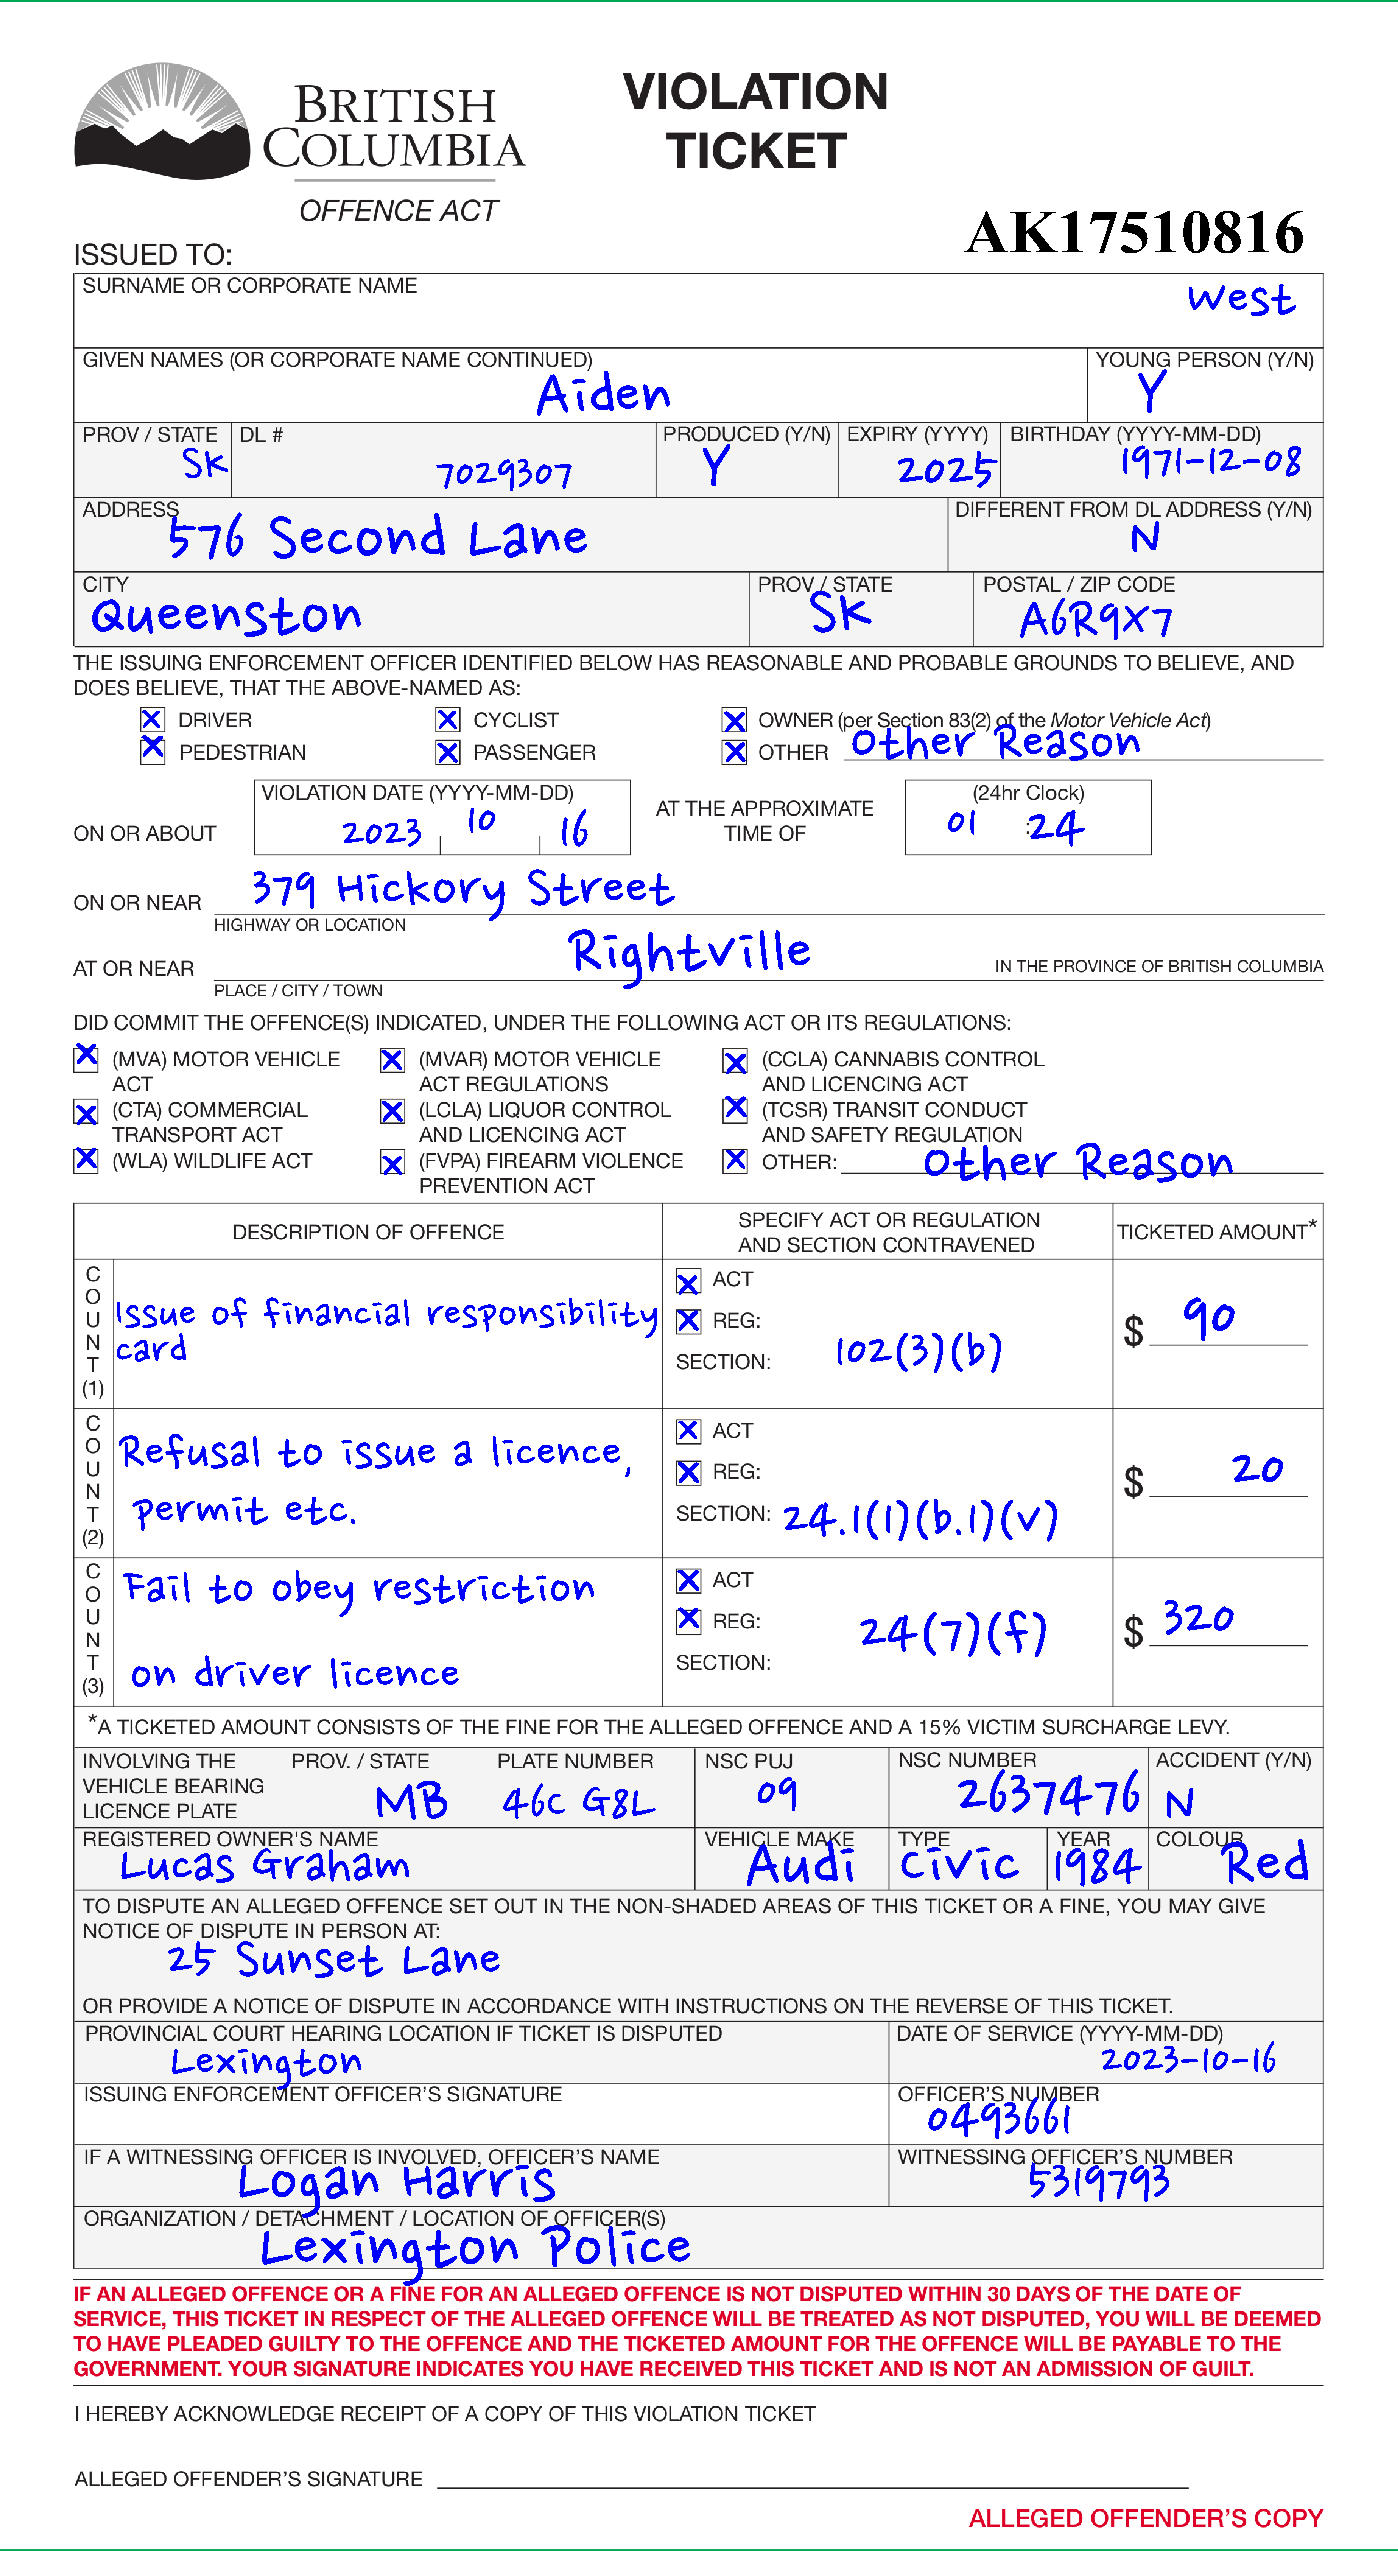 BRITISH COLUMBIA
OFFENCE ACT
VIOLATION TICKET
AK17510816
ISSUED TO:
SURNAME OR CORPORATE NAME
West
GIVEN NAMES (OR CORPORATE NAME CONTINUED) YOUNG PERSON (Y/N)
Aiden Y
PROV / STATE DL # PRODUCED (Y/N) EXPIRY (YYYY) BIRTHDAY (YYYY-MM-DD)
SK 7029307 Y 2025 1971-12-08
ADDRESS DIFFERENT FROM DL ADDRESS (Y/N)
576 Second Lane N
CITY PROV / STATE POSTAL / ZIP CODE
Queenston SK A6R9X7
THE ISSUING ENFORCEMENT OFFICER IDENTIFIED BELOW HAS REASONABLE AND PROBABLE GROUNDS TO BELIEVE, AND
DOES BELIEVE, THAT THE ABOVE-NAMED AS:
X DRIVER X CYCLIST X OWNER (per Section 83(2) of the Motor Vehicle Act)
X PEDESTRIAN X PASSENGER X OTHER Other Reason
VIOLATION DATE (YYYY-MM-DD) (24hr Clock)
ON OR ABOUT 2023 10 16 AT THE APPROXIMATE TIME OF 01 : 24
ON OR NEAR 379 Hickory Street
HIGHWAY OR LOCATION
AT OR NEAR Rightville IN THE PROVINCE OF BRITISH COLUMBIA
PLACE / CITY / TOWN
DID COMMIT THE OFFENCE(S) INDICATED, UNDER THE FOLLOWING ACT OR ITS REGULATIONS:
X (MVA) MOTOR VEHICLE ACT X (MVAR) MOTOR VEHICLE ACT REGULATIONS X (CCLA) CANNABIS CONTROL AND LICENCING ACT
X (CTA) COMMERCIAL TRANSPORT ACT X (LCLA) LIQUOR CONTROL AND LICENCING ACT X (TCSR) TRANSIT CONDUCT AND SAFETY REGULATION
X (WLA) WILDLIFE ACT X (FVPA) FIREARM VIOLENCE PREVENTION ACT X OTHER: Other Reason
DESCRIPTION OF OFFENCE SPECIFY ACT OR REGULATION AND SECTION CONTRAVENED TICKETED AMOUNT*
COUNT (1) Issue of financial responsibility card X ACT X REG: SECTION: 102(3)(b) $ 90
COUNT (2) Refusal to issue a licence, permit etc. X ACT X REG: SECTION: 24.1(1)(b.1)(v) $ 20
COUNT (3) Fail to obey restriction on driver licence X ACT X REG: SECTION: 24(7)(f) $ 320
*A TICKETED AMOUNT CONSISTS OF THE FINE FOR THE ALLEGED OFFENCE AND A 15% VICTIM SURCHARGE LEVY.
INVOLVING THE VEHICLE BEARING LICENCE PLATE PROV. / STATE PLATE NUMBER NSC PUJ NSC NUMBER ACCIDENT (Y/N)
MB 46C G8L 09 2637476 N
REGISTERED OWNER'S NAME VEHICLE MAKE TYPE YEAR COLOUR
Lucas Graham Audi Civic 1984 Red
TO DISPUTE AN ALLEGED OFFENCE SET OUT IN THE NON-SHADED AREAS OF THIS TICKET OR A FINE, YOU MAY GIVE
NOTICE OF DISPUTE IN PERSON AT:
25 Sunset Lane
OR PROVIDE A NOTICE OF DISPUTE IN ACCORDANCE WITH INSTRUCTIONS ON THE REVERSE OF THIS TICKET.
PROVINCIAL COURT HEARING LOCATION IF TICKET IS DISPUTED DATE OF SERVICE (YYYY-MM-DD)
Lexington 2023-10-16
ISSUING ENFORCEMENT OFFICER'S SIGNATURE OFFICER'S NUMBER
0493661
IF A WITNESSING OFFICER IS INVOLVED, OFFICER'S NAME WITNESSING OFFICER'S NUMBER
Logan Harris 5319793
ORGANIZATION / DETACHMENT / LOCATION OF OFFICER(S)
Lexington Police
IF AN ALLEGED OFFENCE OR A FINE FOR AN ALLEGED OFFENCE IS NOT DISPUTED WITHIN 30 DAYS OF THE DATE OF
SERVICE, THIS TICKET IN RESPECT OF THE ALLEGED OFFENCE WILL BE TREATED AS NOT DISPUTED, YOU WILL BE DEEMED
TO HAVE PLEADED GUILTY TO THE OFFENCE AND THE TICKETED AMOUNT FOR THE OFFENCE WILL BE PAYABLE TO THE
GOVERNMENT. YOUR SIGNATURE INDICATES YOU HAVE RECEIVED THIS TICKET AND IS NOT AN ADMISSION OF GUILT.
I HEREBY ACKNOWLEDGE RECEIPT OF A COPY OF THIS VIOLATION TICKET
ALLEGED OFFENDER'S SIGNATURE
ALLEGED OFFENDER'S COPY